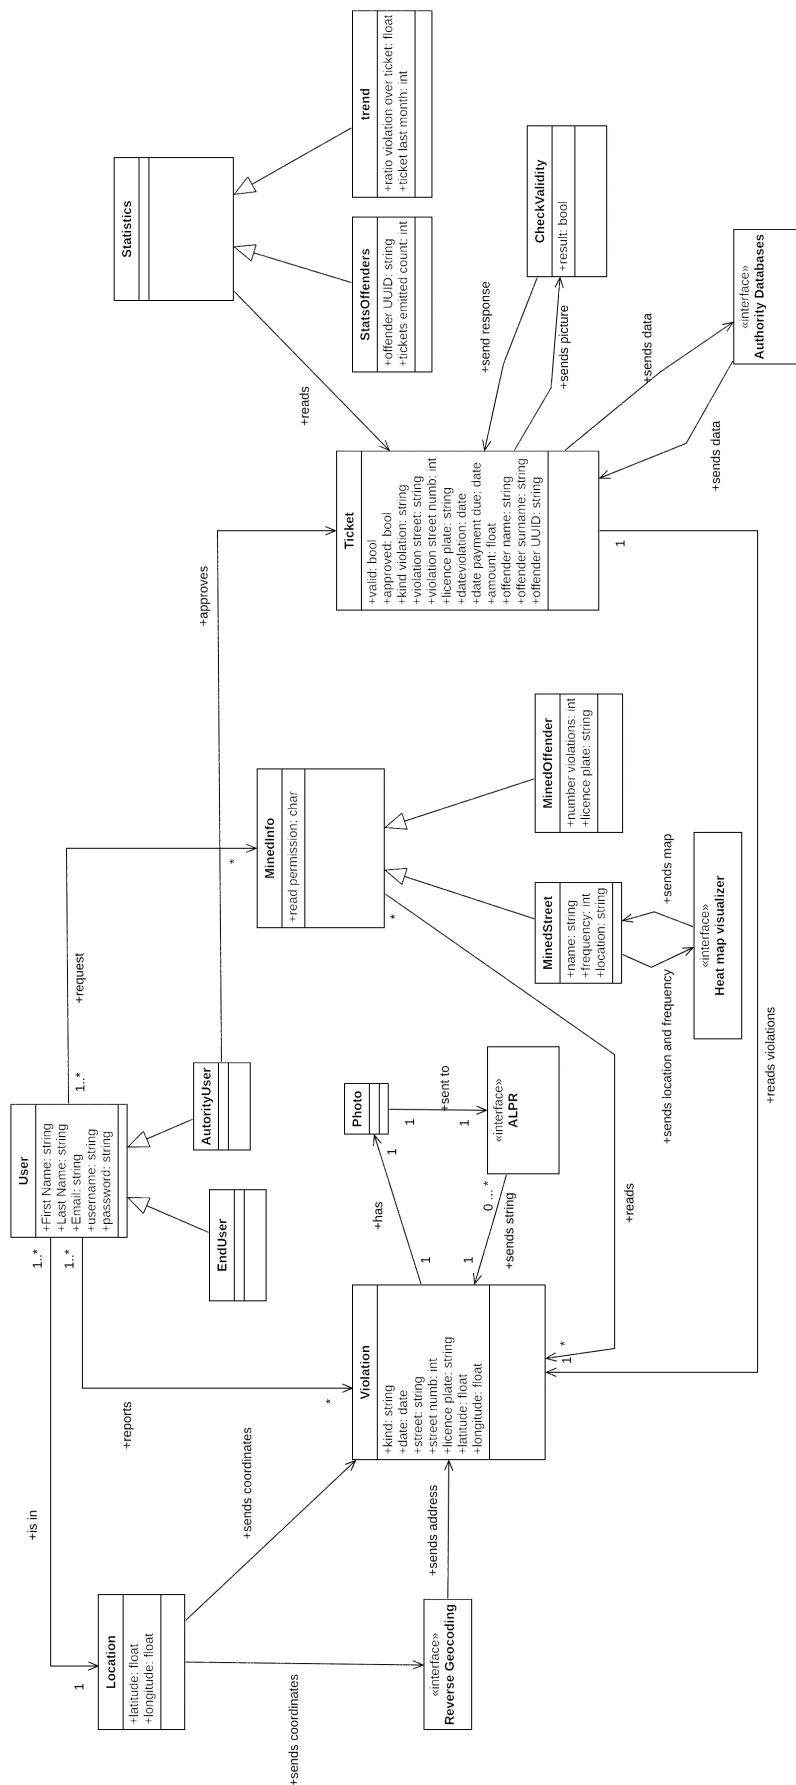 User
+First Name: string
+Last Name: string
+Email: string
+username: string
+password: string
1..*
1..*
1..*
+is in
+reports
+request
EndUser
AutorityUser
+approves
Location
+latitude: float
+longitude: float
1
+sends coordinates
+sends coordinates
«interface»
Reverse Geocoding
+sends address
Violation
+kind: string
+date: date
+street: string
+street numb: int
+licence plate: string
+latitude: float
+longitude: float
*
1
+has
1
Photo
1
+sent to
1
«interface»
ALPR
0 ... *
+sends string
1
*
1
+reads
MinedInfo
+read permission: char
*
*
MinedStreet
+name: string
+frequency: int
+location: string
MinedOffender
+number violations: int
+licence plate: string
+sends location and frequency
+sends map
«interface»
Heat map visualizer
+reads violations
Ticket
+valid: bool
+approved: bool
+kind violation: string
+violation street: string
+violation street numb: int
+licence plate: string
+dateviolation: date
+date payment due: date
+amount: float
+offender name: string
+offender surname: string
+offender UUID: string
1
+reads
Statistics
StatsOffenders
+offender UUID: string
+tickets emitted count: int
trend
+ratio violation over ticket: float
+ticket last month: int
+send response
+sends picture
CheckValidity
+result: bool
+sends data
+sends data
«interface»
Authority Databases